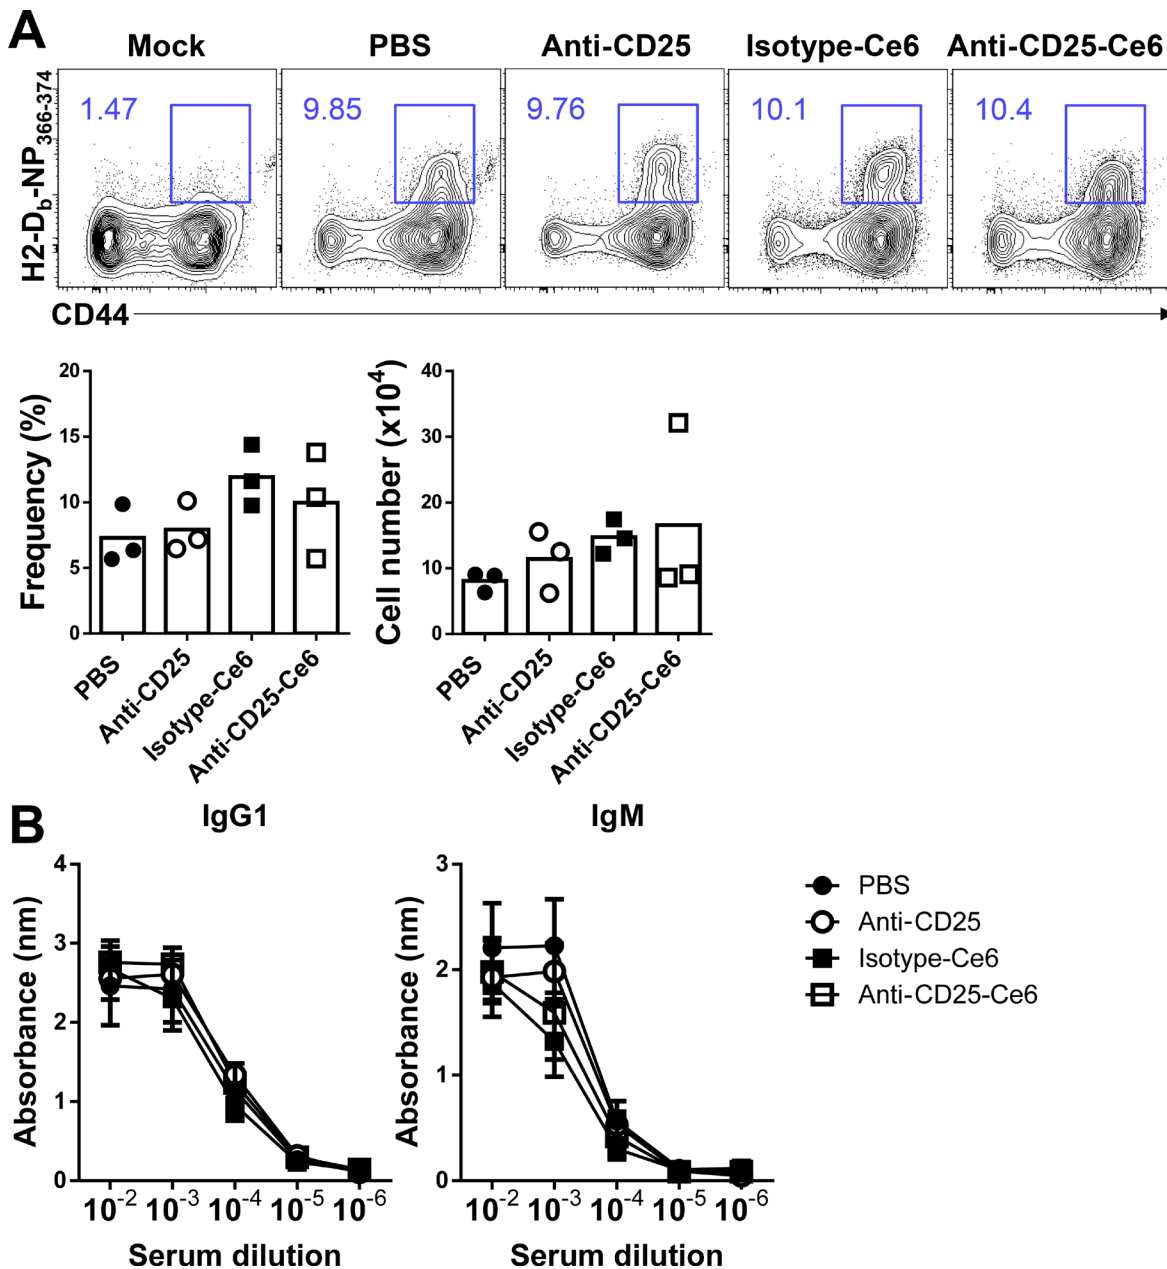 A
Mock PBS Anti-CD25 Isotype-Ce6 Anti-CD25-Ce6
H2-Db-NP366-374
1.47 9.85 9.76 10.1 10.4
CD44
Frequency (%)
20
15
10
5
0
PBS
Anti-CD25
Isotype-Ce6
Anti-CD25-Ce6
Cell number (x10⁴)
40
30
20
10
0
PBS
Anti-CD25
Isotype-Ce6
Anti-CD25-Ce6
B
IgG1
Absorbance (nm)
4
3
2
1
0
10⁻² 10⁻³ 10⁻⁴ 10⁻⁵ 10⁻⁶
Serum dilution
IgM
Absorbance (nm)
3
2
1
0
10⁻² 10⁻³ 10⁻⁴ 10⁻⁵ 10⁻⁶
Serum dilution
PBS
Anti-CD25
Isotype-Ce6
Anti-CD25-Ce6